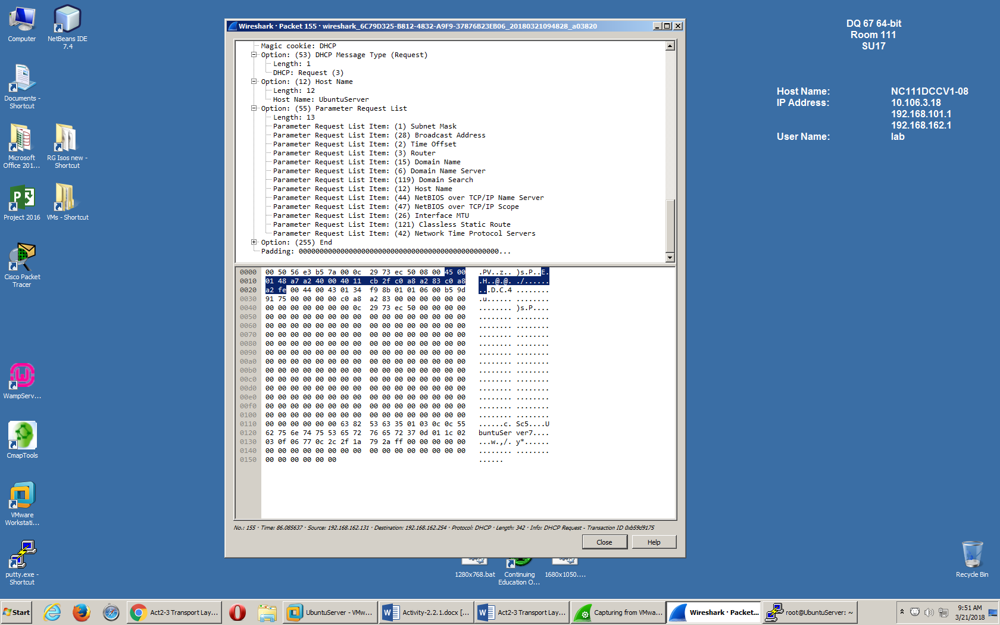 Computer
NetBeans IDE
7.4
Documents -
Shortcut
Microsoft
Office 201...
RG Isos new -
Shortcut
Project 2016
VMs - Shortcut
Cisco Packet
Tracer
WampServ...
CmapTools
VMware
Workstati...
putty.exe -
Shortcut
DQ 67 64-bit
Room 111
SU17
Host Name: NC111DCCV1-08
IP Address: 10.106.3.18
192.168.101.1
192.168.162.1
User Name: lab
Wireshark · Packet 155 · wireshark_6C79D325-B812-4832-A9F9-37876B23EB06_20180321094828_a03820
Magic cookie: DHCP
Option: (53) DHCP Message Type (Request)
Length: 1
DHCP: Request (3)
Option: (12) Host Name
Length: 12
Host Name: UbuntuServer
Option: (55) Parameter Request List
Length: 13
Parameter Request List Item: (1) Subnet Mask
Parameter Request List Item: (28) Broadcast Address
Parameter Request List Item: (2) Time Offset
Parameter Request List Item: (3) Router
Parameter Request List Item: (15) Domain Name
Parameter Request List Item: (6) Domain Name Server
Parameter Request List Item: (119) Domain Search
Parameter Request List Item: (12) Host Name
Parameter Request List Item: (44) NetBIOS over TCP/IP Name Server
Parameter Request List Item: (47) NetBIOS over TCP/IP Scope
Parameter Request List Item: (26) Interface MTU
Parameter Request List Item: (121) Classless Static Route
Parameter Request List Item: (42) Network Time Protocol Servers
Option: (255) End
Padding: 000000000000000000000000000000000000000000000000...
0000 00 50 56 e3 b5 7a 00 0c 29 73 ec 50 08 00 45 00 .PV..z.. )s.P..E.
0010 01 48 a7 a2 40 00 40 11 cb 2f c0 a8 a2 83 c0 a8 .H..@.@. ./......
0020 a2 fe 00 44 00 43 01 34 f9 8b 01 01 06 00 b5 9d ...D.C.4 ........
0030 91 75 00 00 00 00 c0 a8 a2 83 00 00 00 00 00 00 .u...... ........
0040 00 00 00 00 00 00 00 0c 29 73 ec 50 00 00 00 00 ........ )s.P....
0050 00 00 00 00 00 00 00 00 00 00 00 00 00 00 00 00 ........ ........
0060 00 00 00 00 00 00 00 00 00 00 00 00 00 00 00 00 ........ ........
0070 00 00 00 00 00 00 00 00 00 00 00 00 00 00 00 00 ........ ........
0080 00 00 00 00 00 00 00 00 00 00 00 00 00 00 00 00 ........ ........
0090 00 00 00 00 00 00 00 00 00 00 00 00 00 00 00 00 ........ ........
00a0 00 00 00 00 00 00 00 00 00 00 00 00 00 00 00 00 ........ ........
00b0 00 00 00 00 00 00 00 00 00 00 00 00 00 00 00 00 ........ ........
00c0 00 00 00 00 00 00 00 00 00 00 00 00 00 00 00 00 ........ ........
00d0 00 00 00 00 00 00 00 00 00 00 00 00 00 00 00 00 ........ ........
00e0 00 00 00 00 00 00 00 00 00 00 00 00 00 00 00 00 ........ ........
00f0 00 00 00 00 00 00 00 00 00 00 00 00 00 00 00 00 ........ ........
0100 00 00 00 00 00 00 00 00 00 00 00 00 00 00 00 00 ........ ........
0110 00 00 00 00 00 00 63 82 53 63 35 01 03 0c 0c 55 ......c. Sc5....U
0120 62 75 6e 74 75 53 65 72 76 65 72 37 0d 01 1c 02 buntuSer ver7....
0130 03 0f 06 77 0c 2c 2f 1a 79 2a ff 00 00 00 00 00 ...w.,/. y*......
0140 00 00 00 00 00 00 00 00 00 00 00 00 00 00 00 00 ........ ........
0150 00 00 00 00 00 00 ......
No.: 155 · Time: 86.085637 · Source: 192.168.162.131 · Destination: 192.168.162.254 · Protocol: DHCP · Length: 342 · Info: DHCP Request - Transaction ID 0xb59d9175
Close
Help
1280x768.bat
Continuing
Education O...
1680x1050....
Recycle Bin
Start
Act2-3 Transport Lay...
UbuntuServer - VMw...
Activity-2.2.1.docx [...
Act2-3 Transport Lay...
Capturing from VMwa...
Wireshark · Packet...
root@UbuntuServer: ~
9:51 AM
3/21/2018